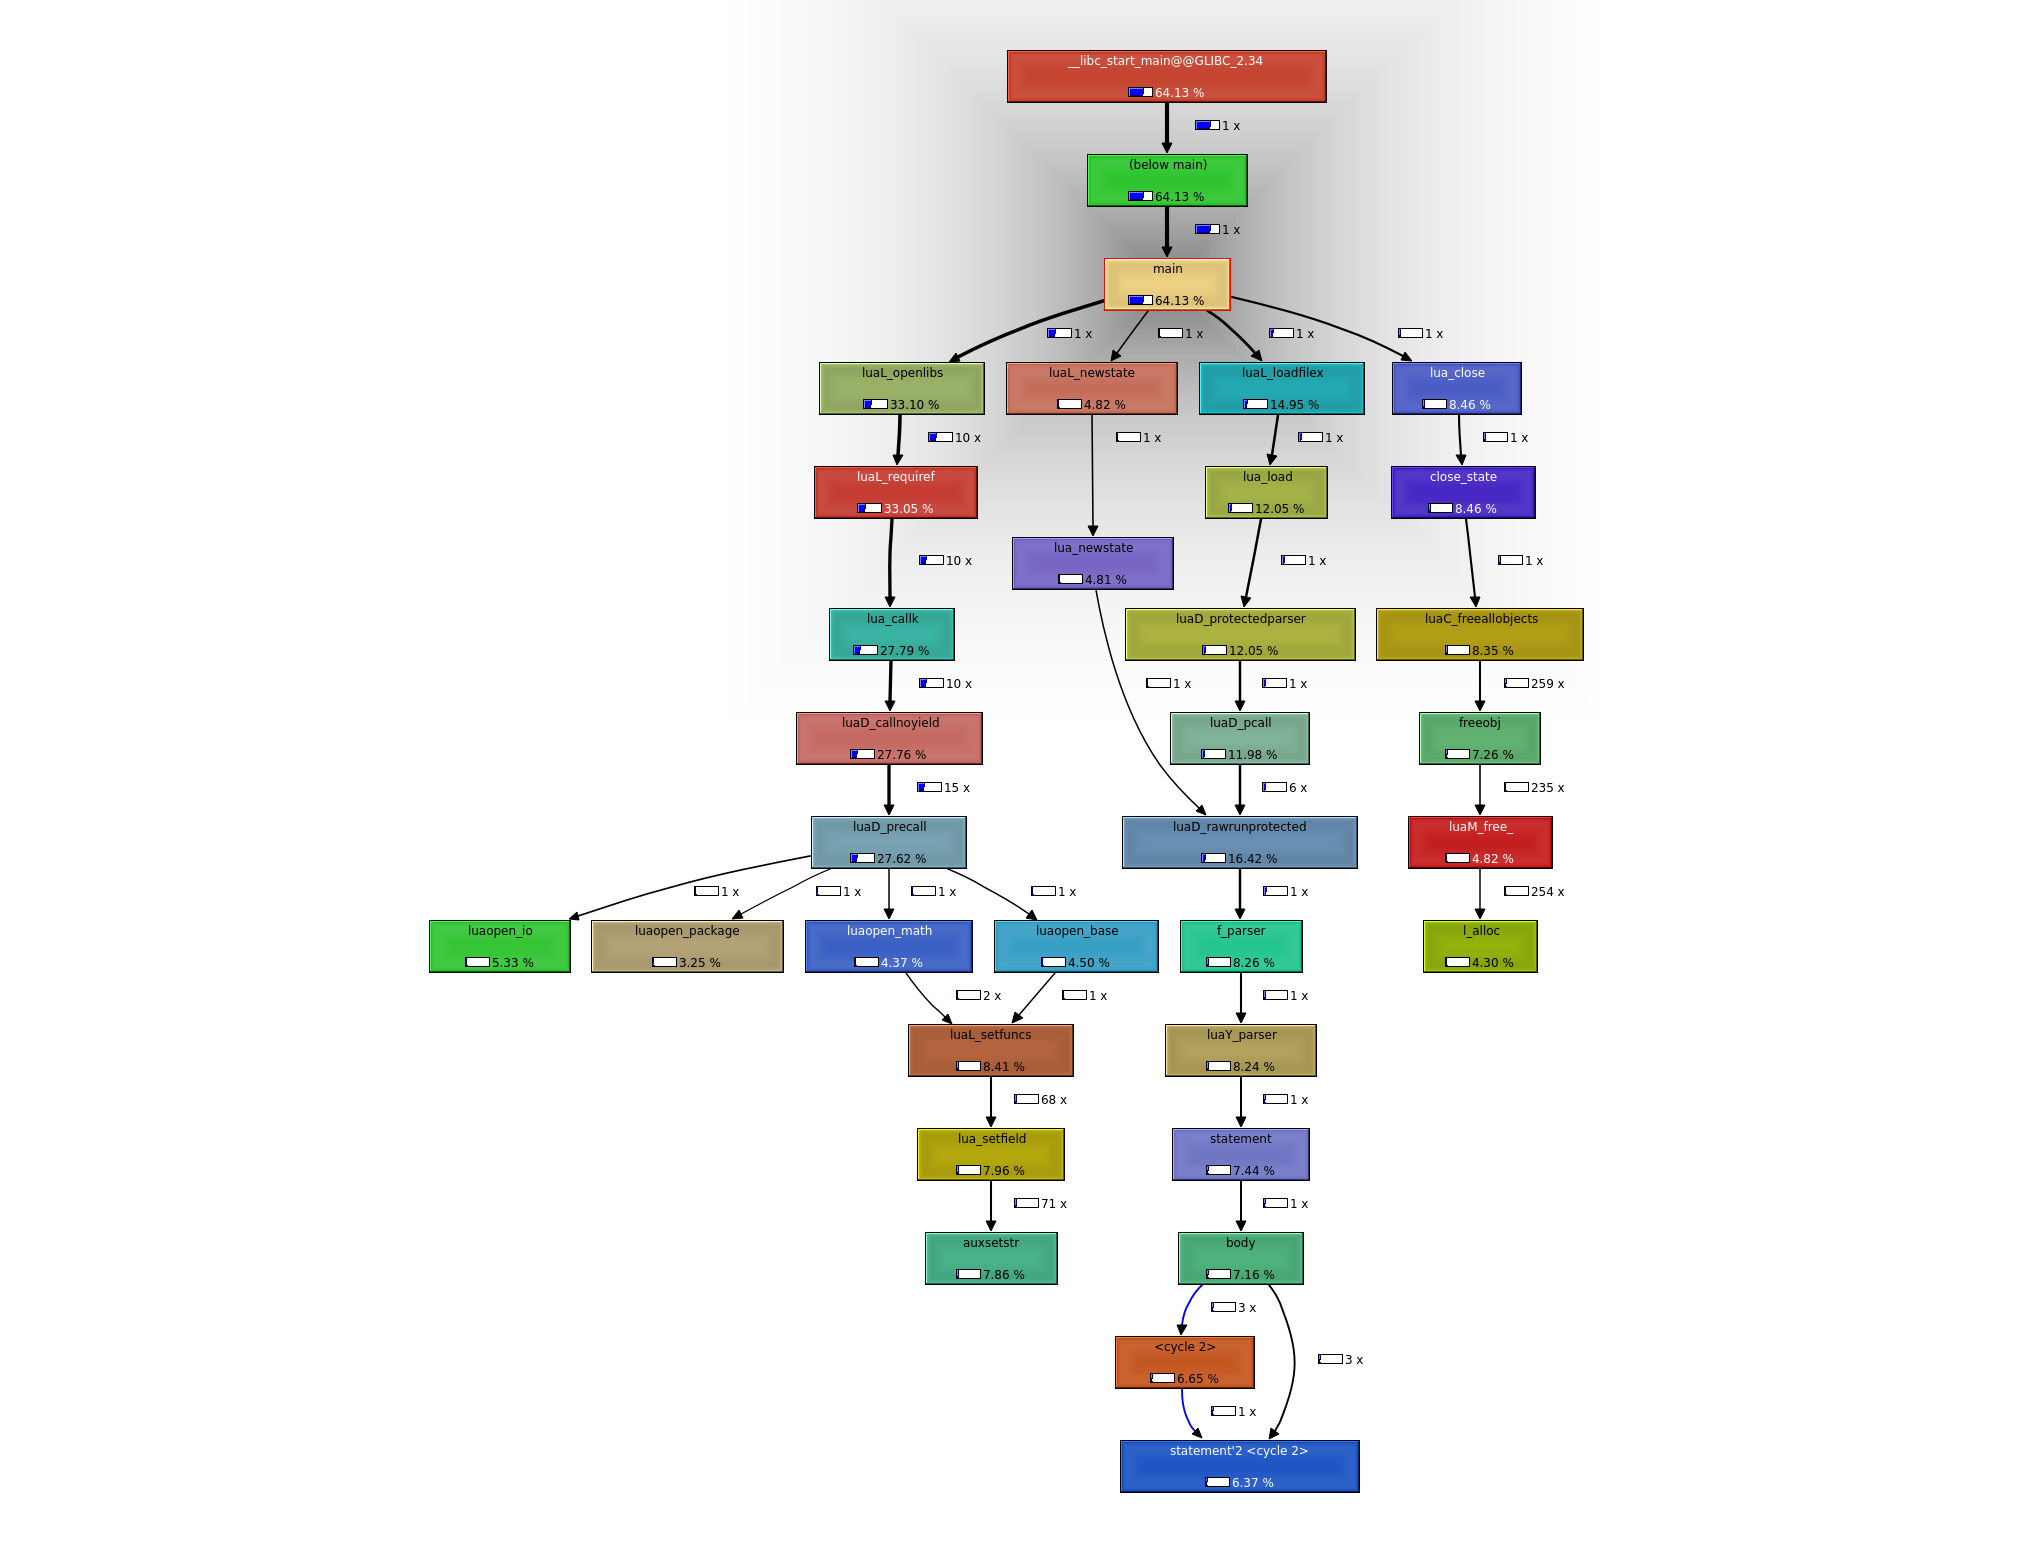 __libc_start_main@@GLIBC_2.34
64.13 %
1 x
(below main)
64.13 %
1 x
main
64.13 %
1 x
1 x
1 x
1 x
luaL_openlibs
33.10 %
luaL_newstate
4.82 %
luaL_loadfilex
14.95 %
lua_close
8.46 %
10 x
1 x
1 x
1 x
luaL_requiref
33.05 %
lua_load
12.05 %
close_state
8.46 %
lua_newstate
4.81 %
10 x
1 x
1 x
lua_callk
27.79 %
luaD_protectedparser
12.05 %
luaC_freeallobjects
8.35 %
10 x
1 x
1 x
259 x
luaD_callnoyield
27.76 %
luaD_pcall
11.98 %
freeobj
7.26 %
15 x
6 x
235 x
luaD_precall
27.62 %
luaD_rawrunprotected
16.42 %
luaM_free_
4.82 %
1 x
1 x
1 x
1 x
1 x
254 x
luaopen_io
5.33 %
luaopen_package
3.25 %
luaopen_math
4.37 %
luaopen_base
4.50 %
f_parser
8.26 %
l_alloc
4.30 %
2 x
1 x
1 x
luaL_setfuncs
8.41 %
luaY_parser
8.24 %
68 x
1 x
lua_setfield
7.96 %
statement
7.44 %
71 x
1 x
auxsetstr
7.86 %
body
7.16 %
3 x
<cycle 2>
6.65 %
3 x
1 x
statement'2 <cycle 2>
6.37 %